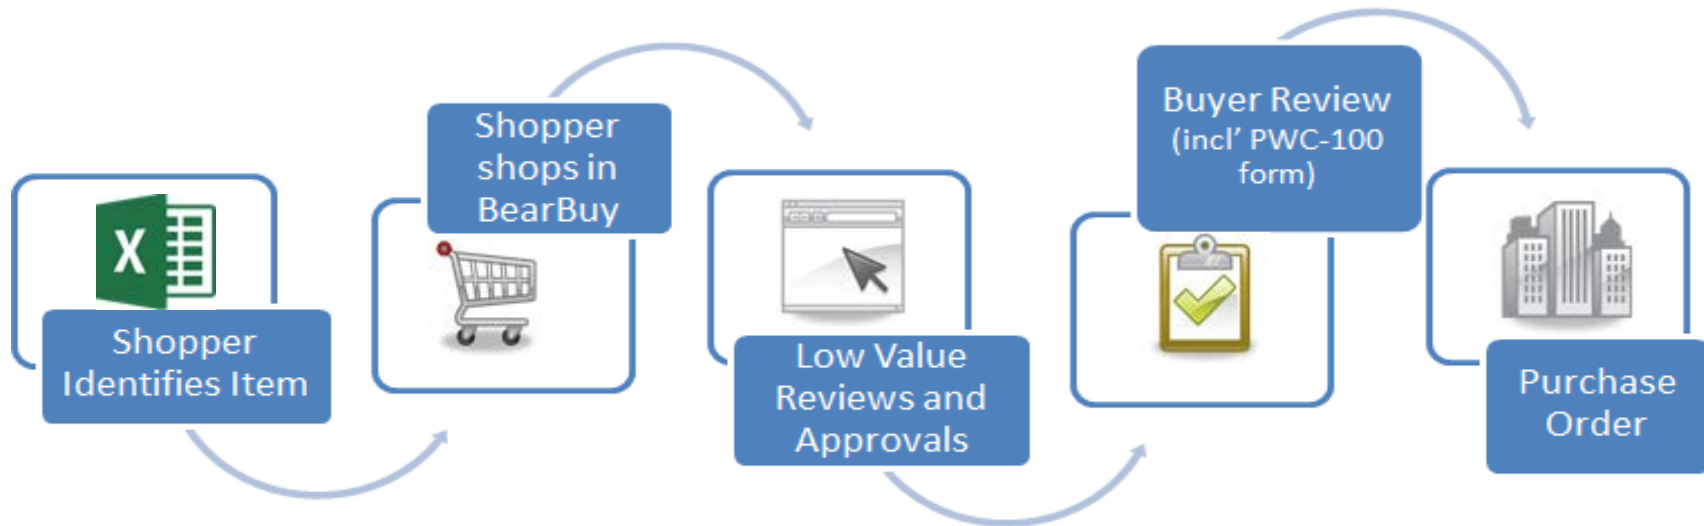 X
Shopper
Identifies Item
Shopper
shops in
BearBuy
Low Value
Reviews and
Approvals
Buyer Review
(incl’ PWC-100
form)
Purchase
Order